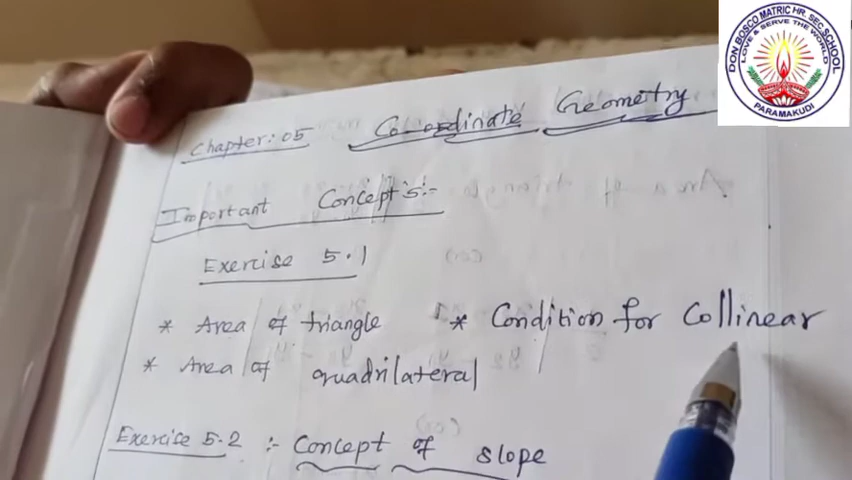 DON BOSCO MATRIC HR. SEC. SCHOOL
LOVE & SERVE THE WORLD
PARAMAKUDI
Chapter: 05 Co-ordinate Geometry
Important Concept's:-
Exercise 5.1
* Area of triangle * Condition for Collinear
* Area of quadrilateral
Exercise 5.2 :- Concept of slope